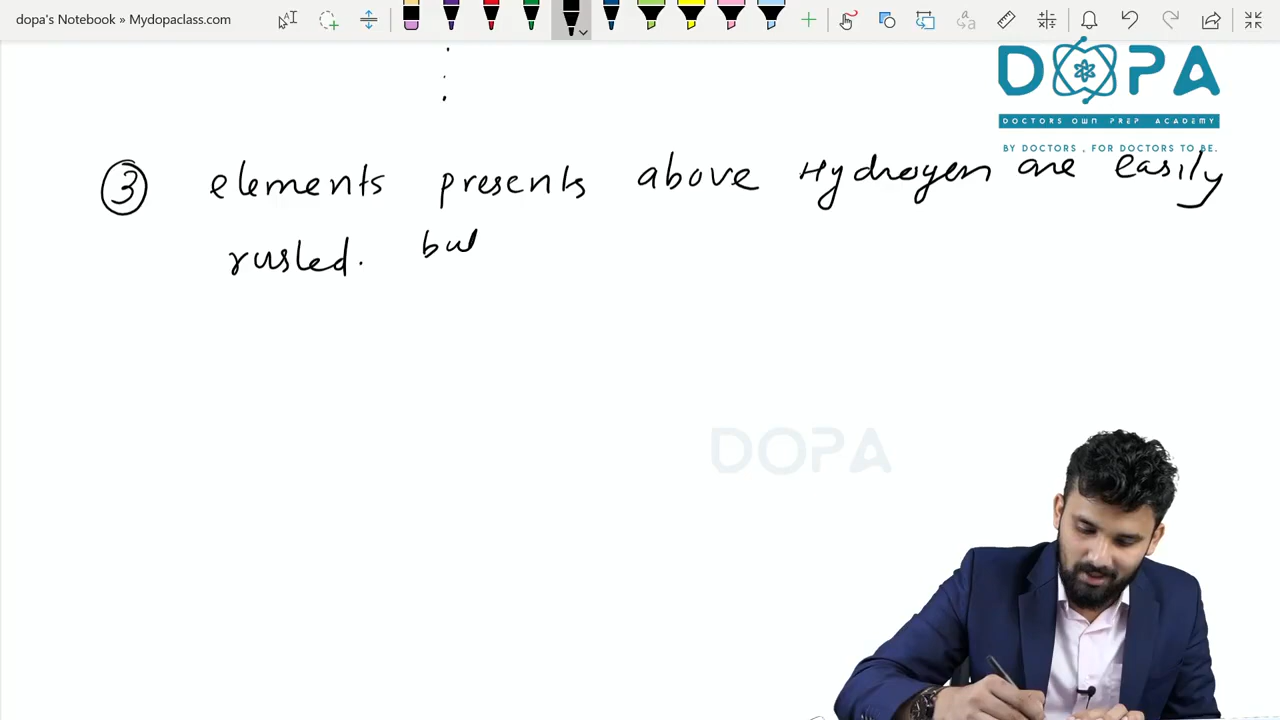 dopa's Notebook » Mydopaclass.com
DOPA
DOCTORS OWN PREP ACADEMY
BY DOCTORS , FOR DOCTORS TO BE.
③ elements presents above Hydrogen are easily
rusted. but
DOPA